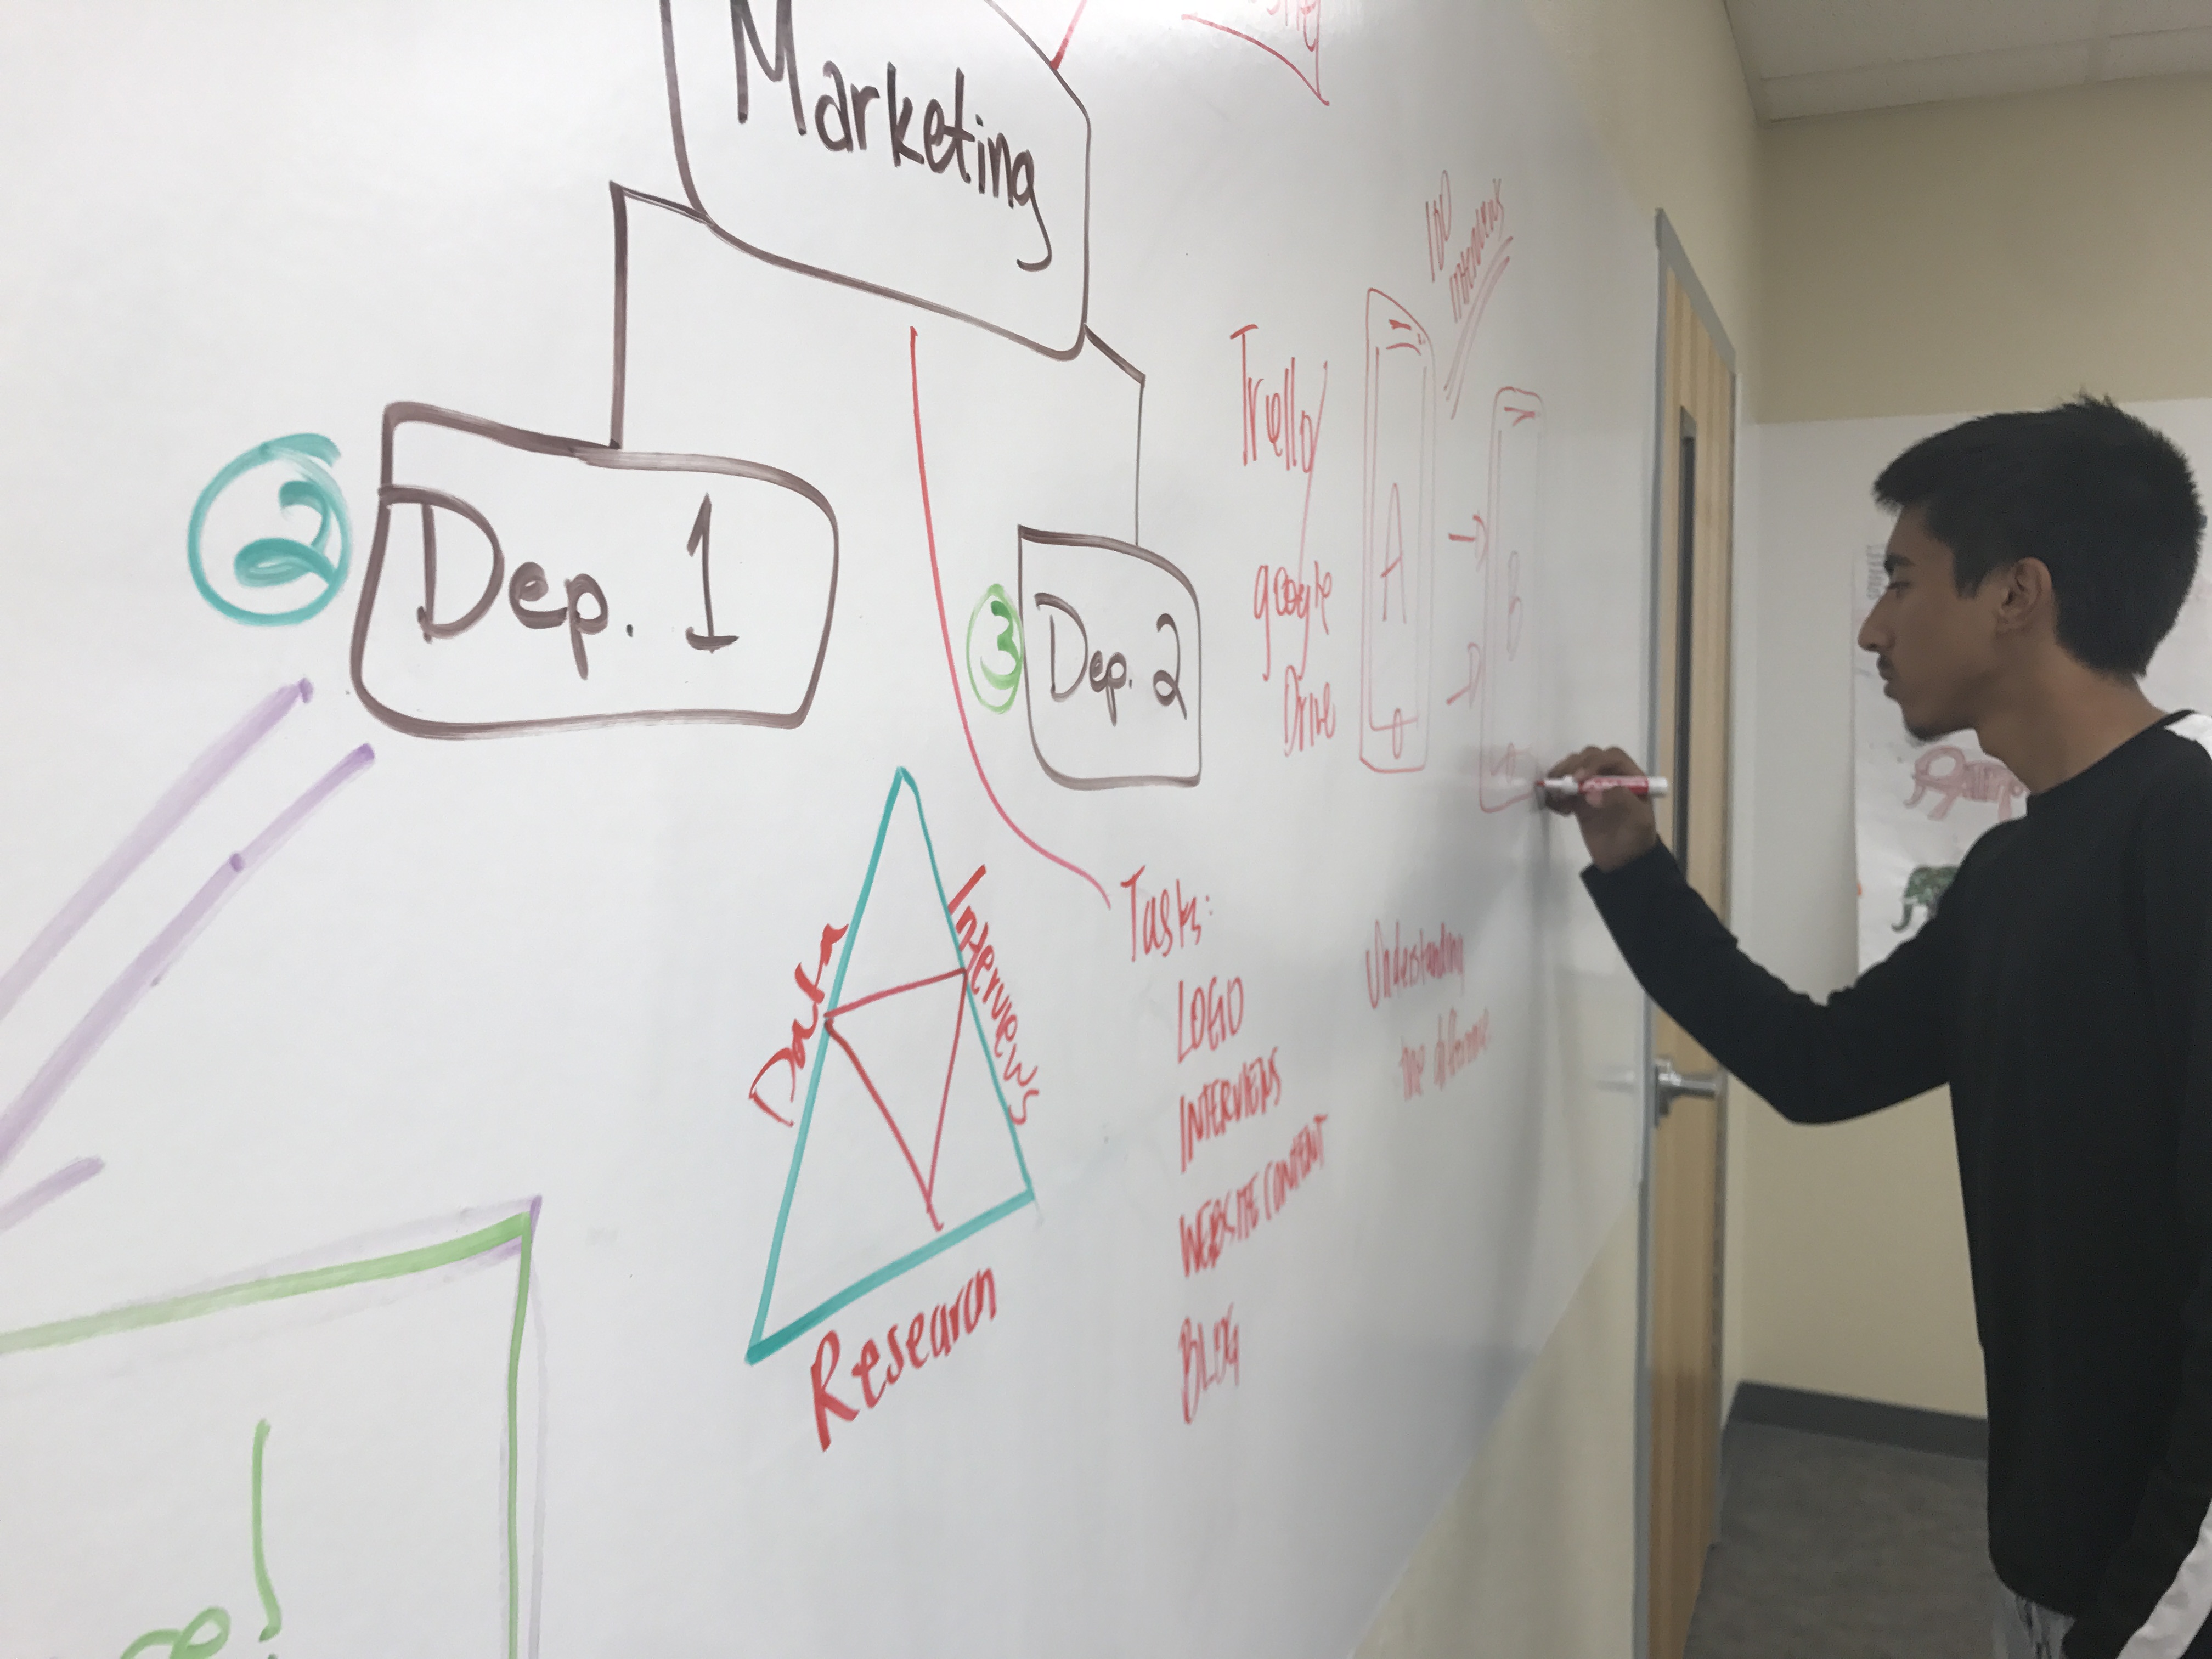 Marketing
2
Dep. 1
3
Dep. 2
Data
Interviews
Research
Trello/
google
Drive
100
A
B
Tasks:
LOGO
INTERVIEWS
WEBSITE CONTENT
BLOG
Understanding
the difference